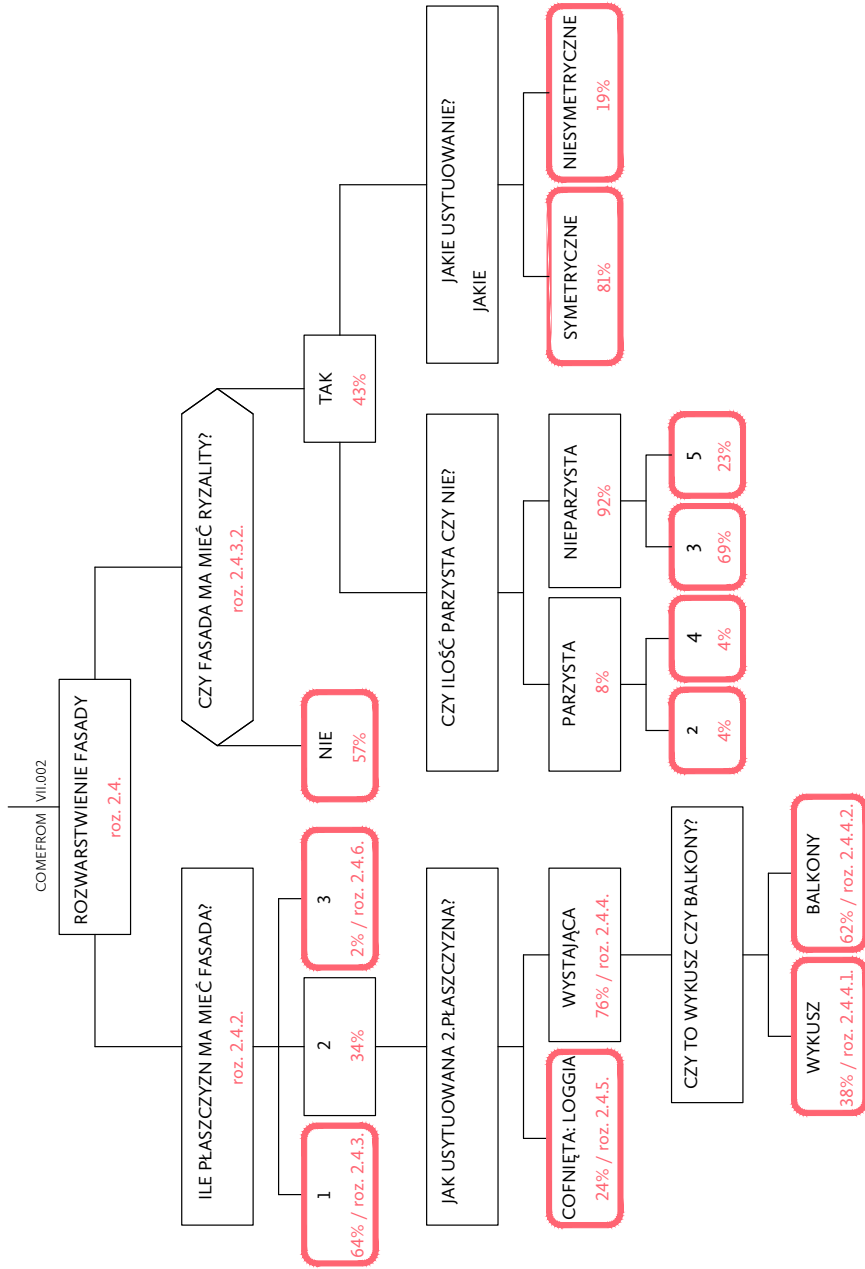 COMEFROM VII.002
ROZWARSTWIENIE FASADY
roz. 2.4.
ILE PŁASZCZYZN MA MIEĆ FASADA?
roz. 2.4.2.
1
64% / roz. 2.4.3.
2
34%
3
2% / roz. 2.4.6.
JAK USYTUOWANA 2.PŁASZCZYZNA?
COFNIĘTA: LOGGIA
24% / roz. 2.4.5.
WYSTAJĄCA
76% / roz. 2.4.4.
CZY TO WYKUSZ CZY BALKONY?
WYKUSZ
38% / roz. 2.4.4.1.
BALKONY
62% / roz. 2.4.4.2.
CZY FASADA MA MIEĆ RYZALITY?
roz. 2.4.3.2.
NIE
57%
TAK
43%
CZY ILOŚĆ PARZYSTA CZY NIE?
PARZYSTA
8%
2
4%
4
4%
NIEPARZYSTA
92%
3
69%
5
23%
JAKIE USYTUOWANIE?
JAKIE
SYMETRYCZNE
81%
NIESYMETRYCZNE
19%